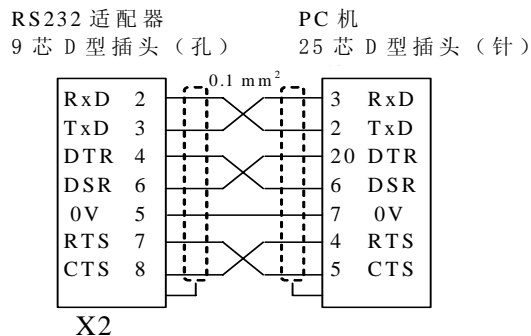 RS232 适配器 PC 机
9 芯 D 型插头（孔） 25 芯 D 型插头（针）
0.1 mm²
RxD 2 3 RxD
TxD 3 2 TxD
DTR 4 20 DTR
DSR 6 6 DSR
0V 5 7 0V
RTS 7 4 RTS
CTS 8 5 CTS
X2